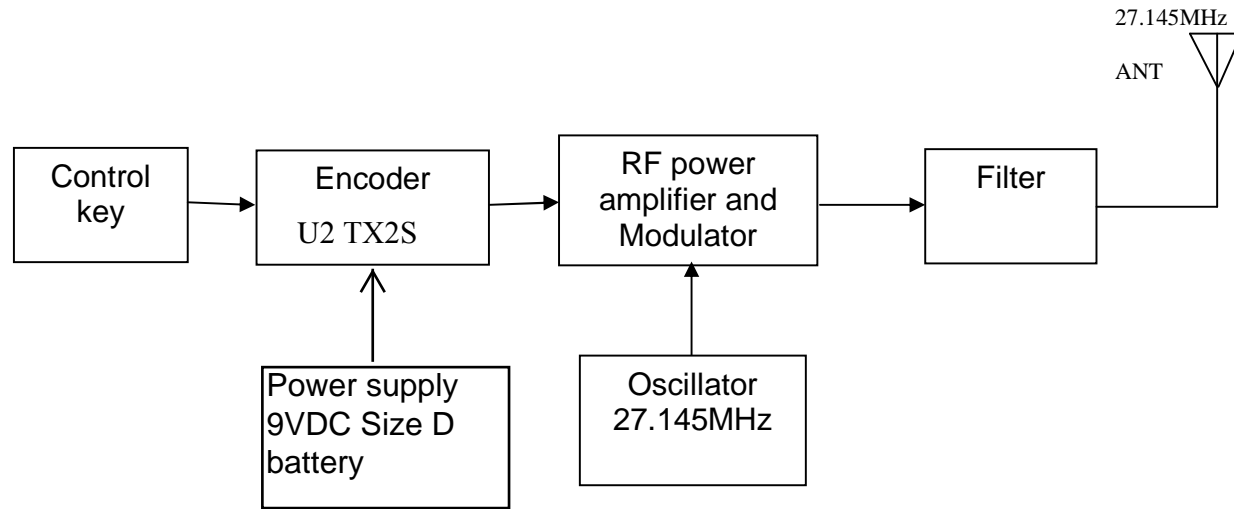 27.145MHz
ANT
Control
key
Encoder
U2 TX2S
RF power
amplifier and
Modulator
Filter
Power supply
9VDC Size D
battery
Oscillator
27.145MHz